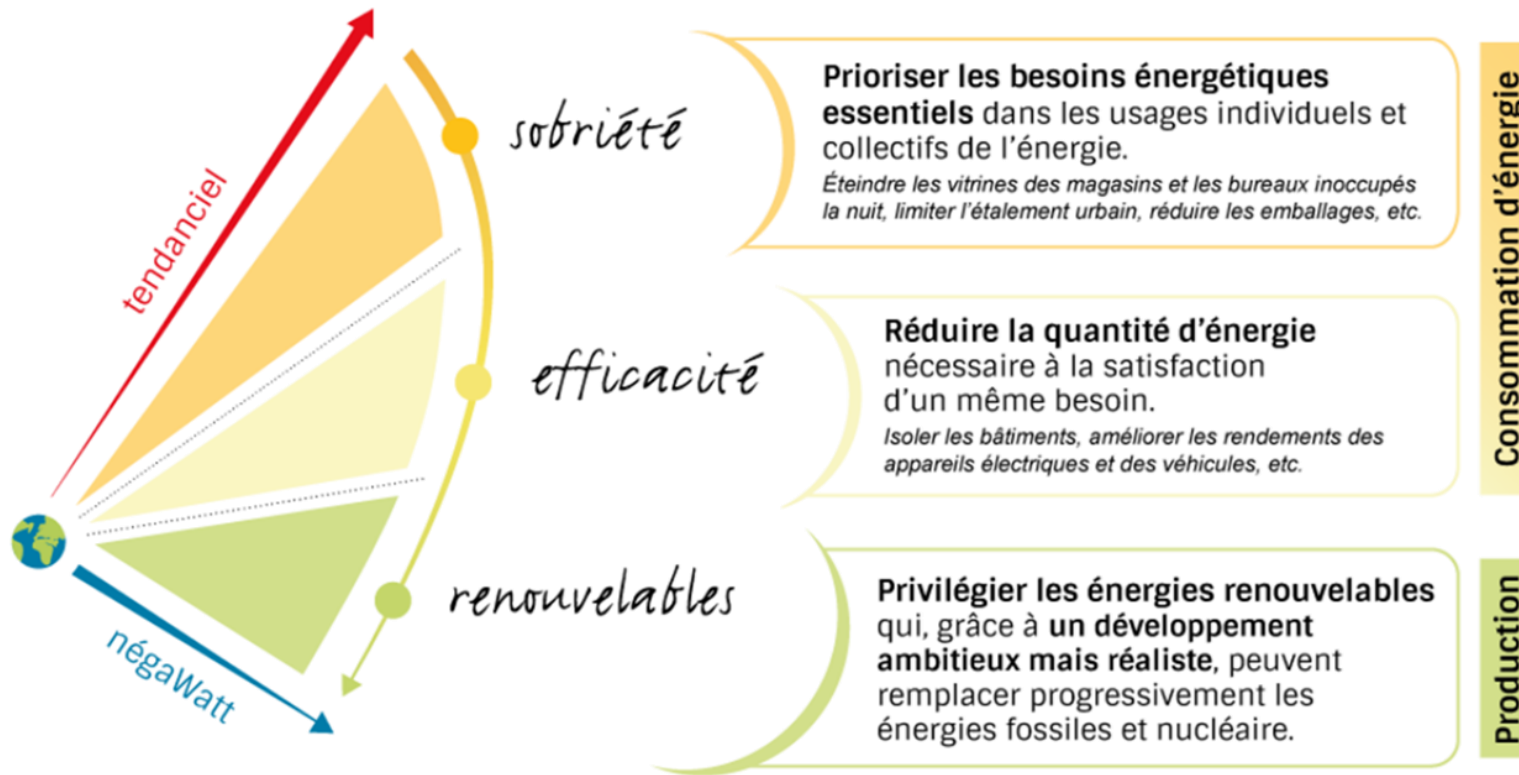 tendanciel
sobriété
Prioriser les besoins énergétiques
essentiels dans les usages individuels et
collectifs de l'énergie.
Éteindre les vitrines des magasins et les bureaux inoccupés
la nuit, limiter l'étalement urbain, réduire les emballages, etc.
Consommation d'énergie
efficacité
Réduire la quantité d'énergie
nécessaire à la satisfaction
d'un même besoin.
Isoler les bâtiments, améliorer les rendements des
appareils électriques et des véhicules, etc.
négaWatt
renouvelables
Privilégier les énergies renouvelables
qui, grâce à un développement
ambitieux mais réaliste, peuvent
remplacer progressivement les
énergies fossiles et nucléaire.
Production